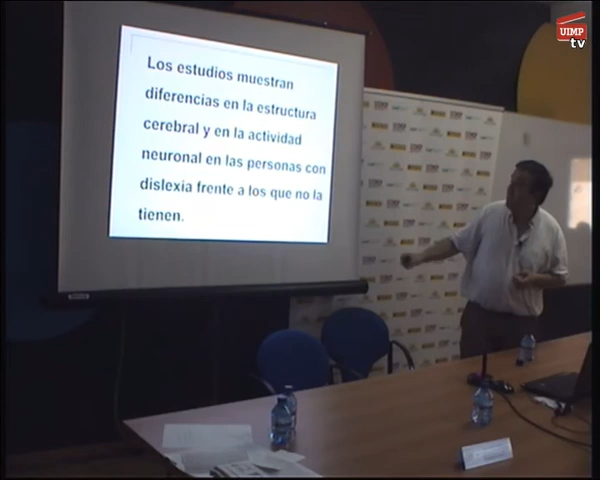 UIMP
tv
Los estudios muestran
diferencias en la estructura
cerebral y en la actividad
neuronal en las personas con
dislexia frente a los que no la
tienen.